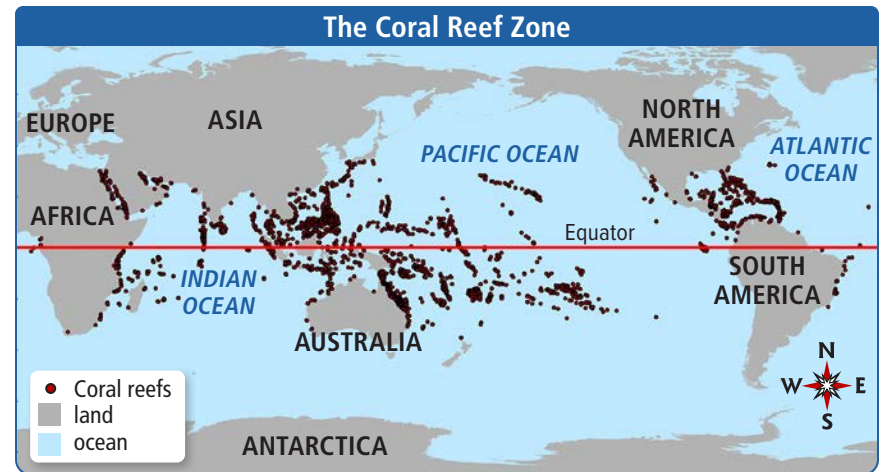 The Coral Reef Zone
EUROPE
ASIA
NORTH
AMERICA
ATLANTIC
OCEAN
PACIFIC OCEAN
AFRICA
Equator
INDIAN
OCEAN
SOUTH
AMERICA
AUSTRALIA
N
W
E
S
Coral reefs
land
ocean
ANTARCTICA